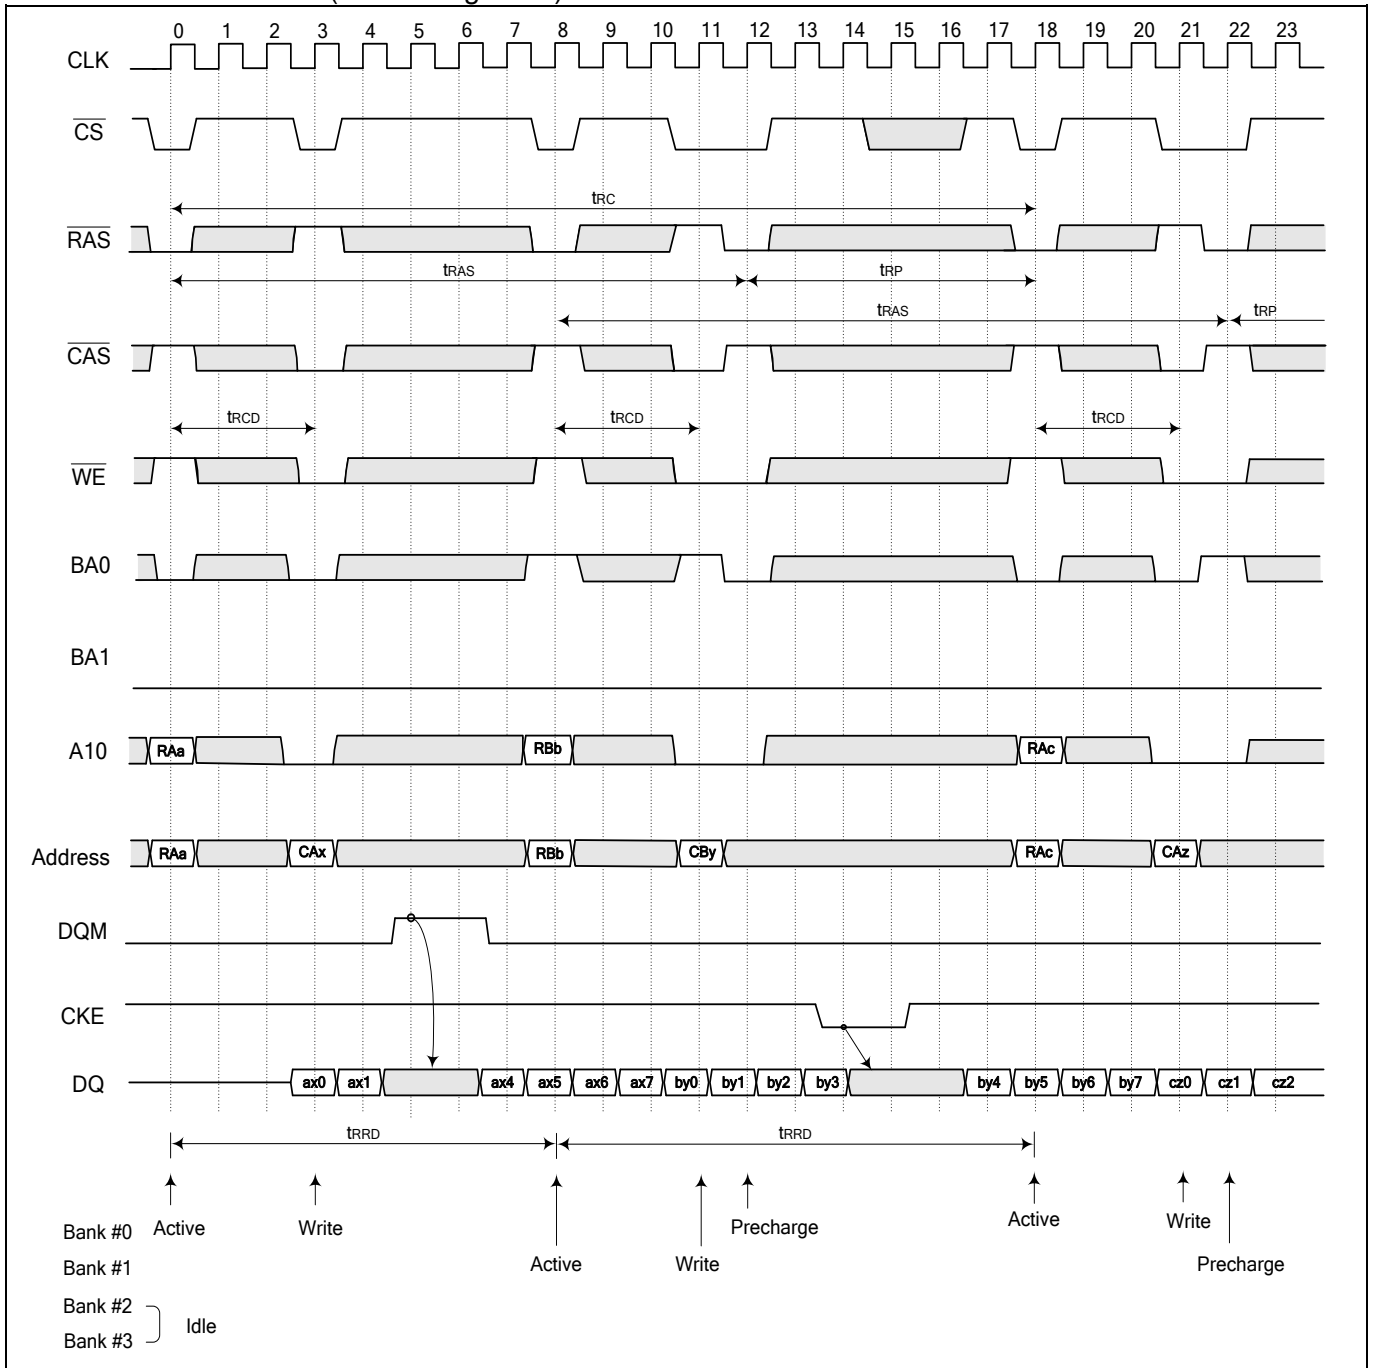 0 1 2 3 4 5 6 7 8 9 10 11 12 13 14 15 16 17 18 19 20 21 22 23
CLK
CS
tRC
RAS
tRAS tRP
tRAS tRP
CAS
tRCD tRCD tRCD
WE
BA0
BA1
A10 RAa RBb RAc
Address RAa CAx RBb CBy RAc CAz
DQM
CKE
DQ ax0 ax1 ax4 ax5 ax6 ax7 by0 by1 by2 by3 by4 by5 by6 by7 cz0 cz1 cz2
tRRD tRRD
Bank #0 Active Write Precharge Active Write
Bank #1 Active Write Precharge
Bank #2
Idle
Bank #3